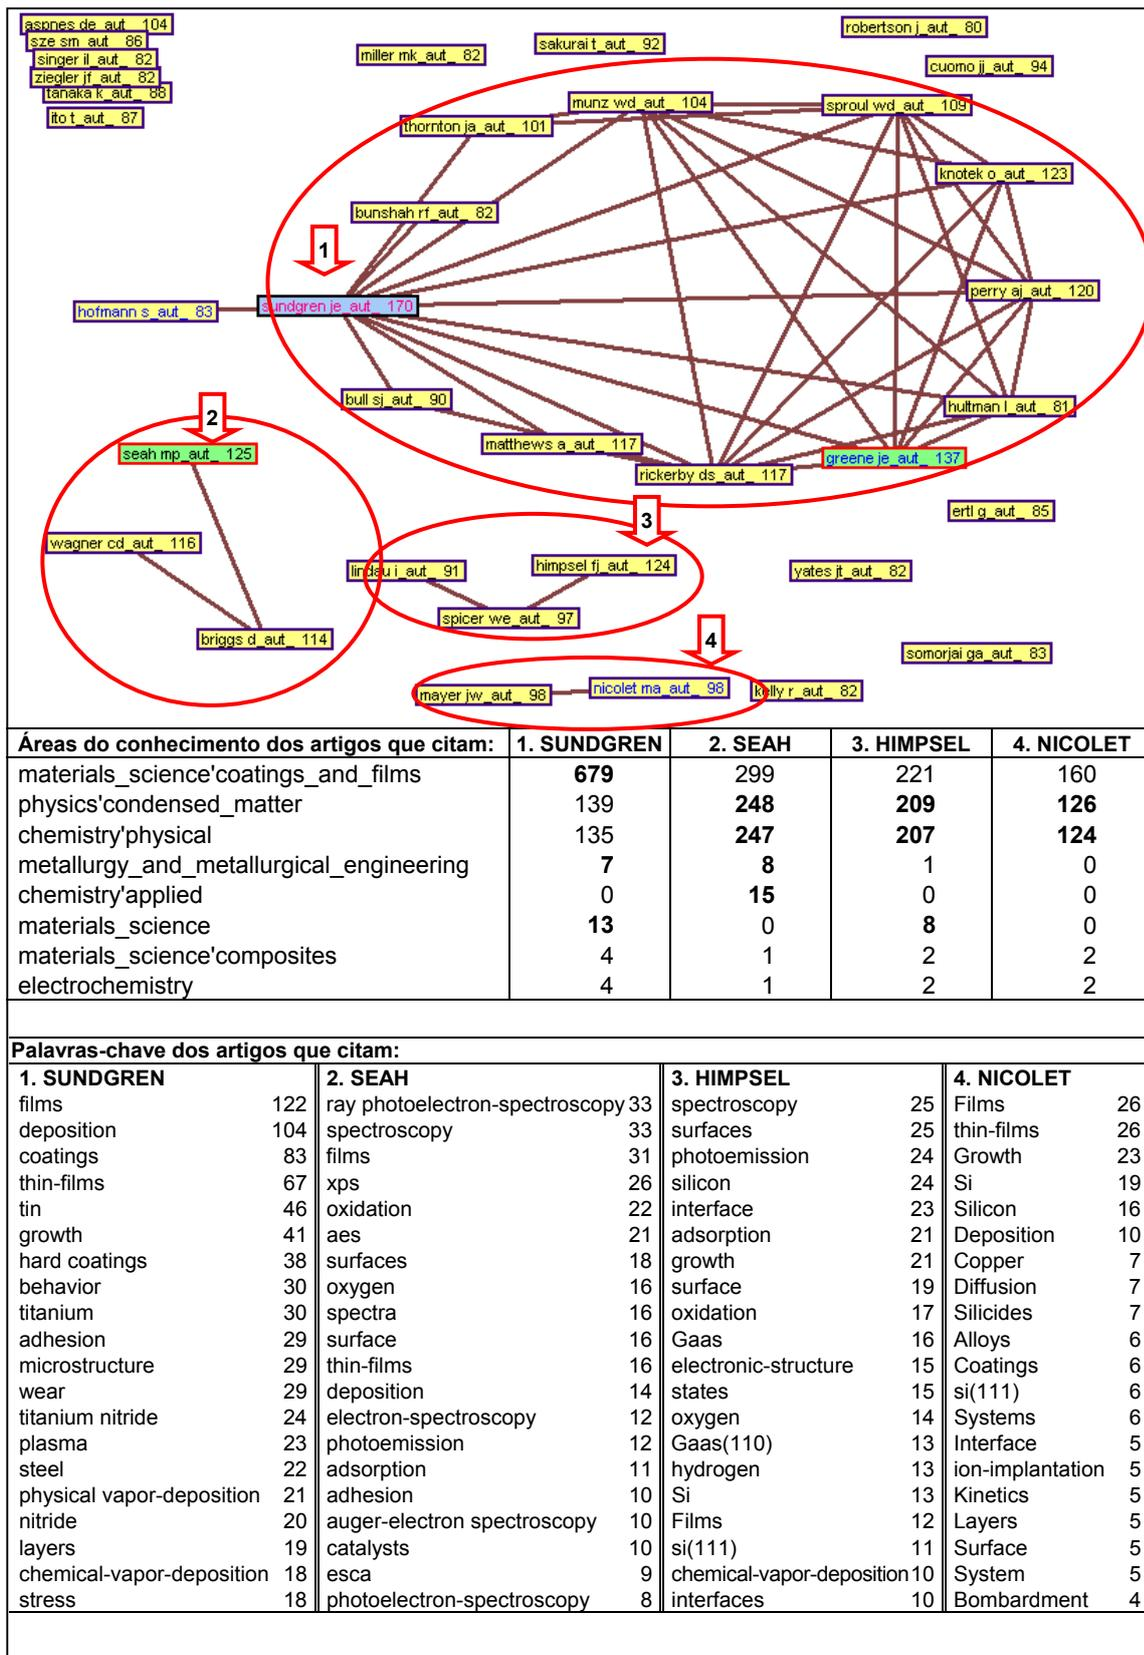 aspnes de_aut_ 104
sze sm_aut_ 86
singer il_aut_ 82
ziegler jf_aut_ 82
tanaka k_aut_ 88
ito t_aut_ 87
miller mk_aut_ 82
sakurai t_aut_ 92
robertson j_aut_ 80
cuomo jj_aut_ 94
munz wd_aut_ 104
sproul wd_aut_ 109
thornton ja_aut_ 101
knotek o_aut_ 123
bunshah rf_aut_ 82
1
hofmann s_aut_ 83
sundgren je_aut_ 170
perry aj_aut_ 120
bull sj_aut_ 90
hultman l_aut_ 81
2
matthews a_aut_ 117
seah mp_aut_ 125
greene je_aut_ 137
rickerby ds_aut_ 117
3
ertl g_aut_ 85
wagner cd_aut_ 116
lindau i_aut_ 91
himpsel fj_aut_ 124
yates jt_aut_ 82
spicer we_aut_ 97
briggs d_aut_ 114
4
somorjai ga_aut_ 83
mayer jw_aut_ 98
nicolet ma_aut_ 98
kelly r_aut_ 82
Áreas do conhecimento dos artigos que citam: 1. SUNDGREN 2. SEAH 3. HIMPSEL 4. NICOLET
materials_science'coatings_and_films 679 299 221 160
physics'condensed_matter 139 248 209 126
chemistry'physical 135 247 207 124
metallurgy_and_metallurgical_engineering 7 8 1 0
chemistry'applied 0 15 0 0
materials_science 13 0 8 0
materials_science'composites 4 1 2 2
electrochemistry 4 1 2 2
Palavras-chave dos artigos que citam:
1. SUNDGREN 2. SEAH 3. HIMPSEL 4. NICOLET
films 122 ray photoelectron-spectroscopy 33 spectroscopy 25 Films 26
deposition 104 spectroscopy 33 surfaces 25 thin-films 26
coatings 83 films 31 photoemission 24 Growth 23
thin-films 67 xps 26 silicon 24 Si 19
tin 46 oxidation 22 interface 23 Silicon 16
growth 41 aes 21 adsorption 21 Deposition 10
hard coatings 38 surfaces 18 growth 21 Copper 7
behavior 30 oxygen 16 surface 19 Diffusion 7
titanium 30 spectra 16 oxidation 17 Silicides 7
adhesion 29 surface 16 Gaas 16 Alloys 6
microstructure 29 thin-films 16 electronic-structure 15 Coatings 6
wear 29 deposition 14 states 15 si(111) 6
titanium nitride 24 electron-spectroscopy 12 oxygen 14 Systems 6
plasma 23 photoemission 12 Gaas(110) 13 Interface 5
steel 22 adsorption 11 hydrogen 13 ion-implantation 5
physical vapor-deposition 21 adhesion 10 Si 13 Kinetics 5
nitride 20 auger-electron spectroscopy 10 Films 12 Layers 5
layers 19 catalysts 10 si(111) 11 Surface 5
chemical-vapor-deposition 18 esca 9 chemical-vapor-deposition 10 System 5
stress 18 photoelectron-spectroscopy 8 interfaces 10 Bombardment 4